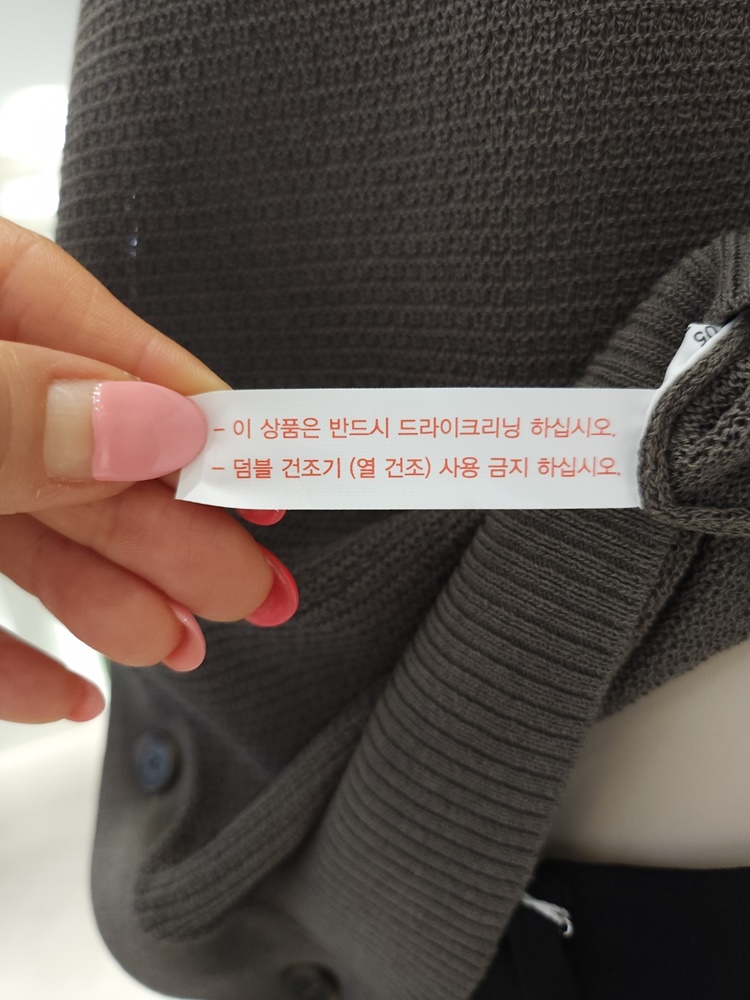 - 이 상품은 반드시 드라이크리닝 하십시오.
- 덤블 건조기 (열 건조) 사용 금지 하십시오.
05